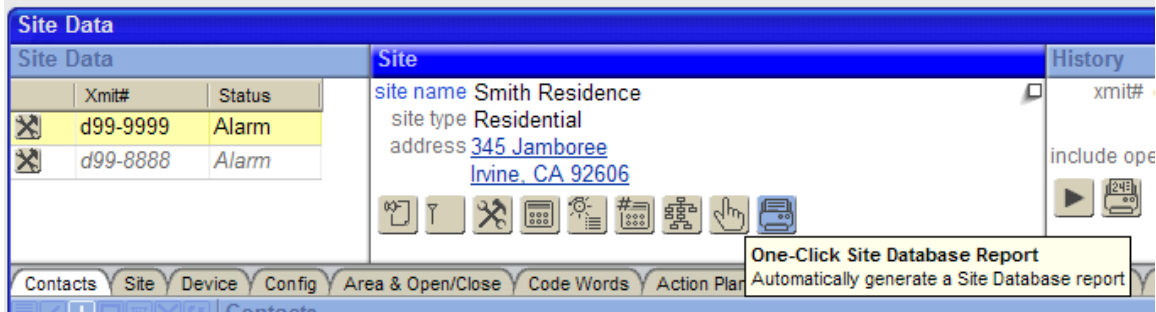 Site Data
Site Data
Xmit# Status
d99-9999 Alarm
d99-8888 Alarm
Site
site name Smith Residence
site type Residential
address 345 Jamboree
Irvine, CA 92606
History
xmit#
include ope
One-Click Site Database Report
Automatically generate a Site Database report
Contacts Site Device Config Area & Open/Close Code Words Action Plan
Contacts